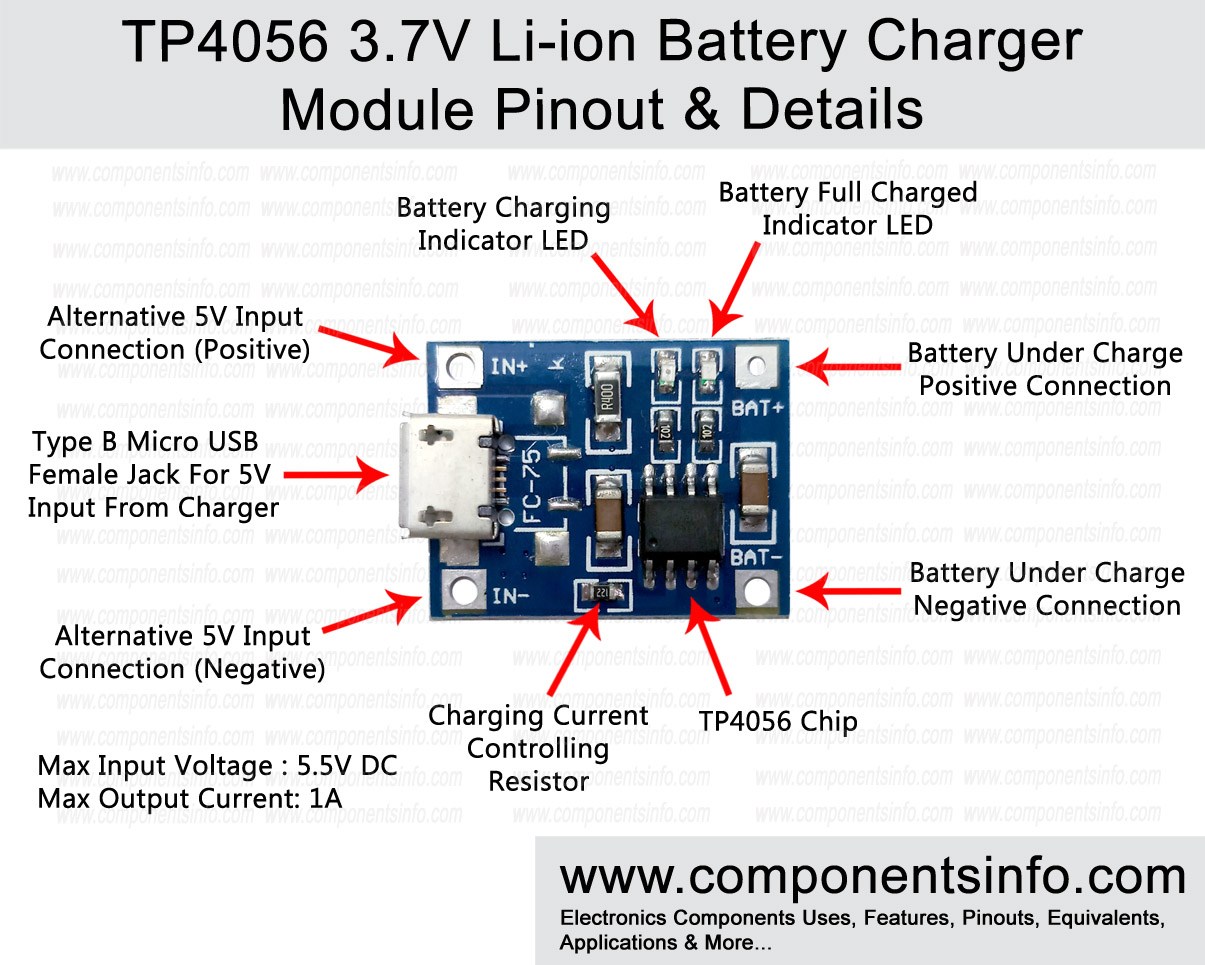 TP4056 3.7V Li-ion Battery Charger
Module Pinout & Details
Battery Charging
Indicator LED
Battery Full Charged
Indicator LED
Alternative 5V Input
Connection (Positive)
Battery Under Charge
Positive Connection
Type B Micro USB
Female Jack For 5V
Input From Charger
IN+
K
R400
102
102
BAT+
FC-75
BAT-
IN-
122
Battery Under Charge
Negative Connection
Alternative 5V Input
Connection (Negative)
Charging Current
Controlling
Resistor
TP4056 Chip
Max Input Voltage : 5.5V DC
Max Output Current: 1A
www.componentsinfo.com
www.componentsinfo.com
Electronics Components Uses, Features, Pinouts, Equivalents,
Applications & More...